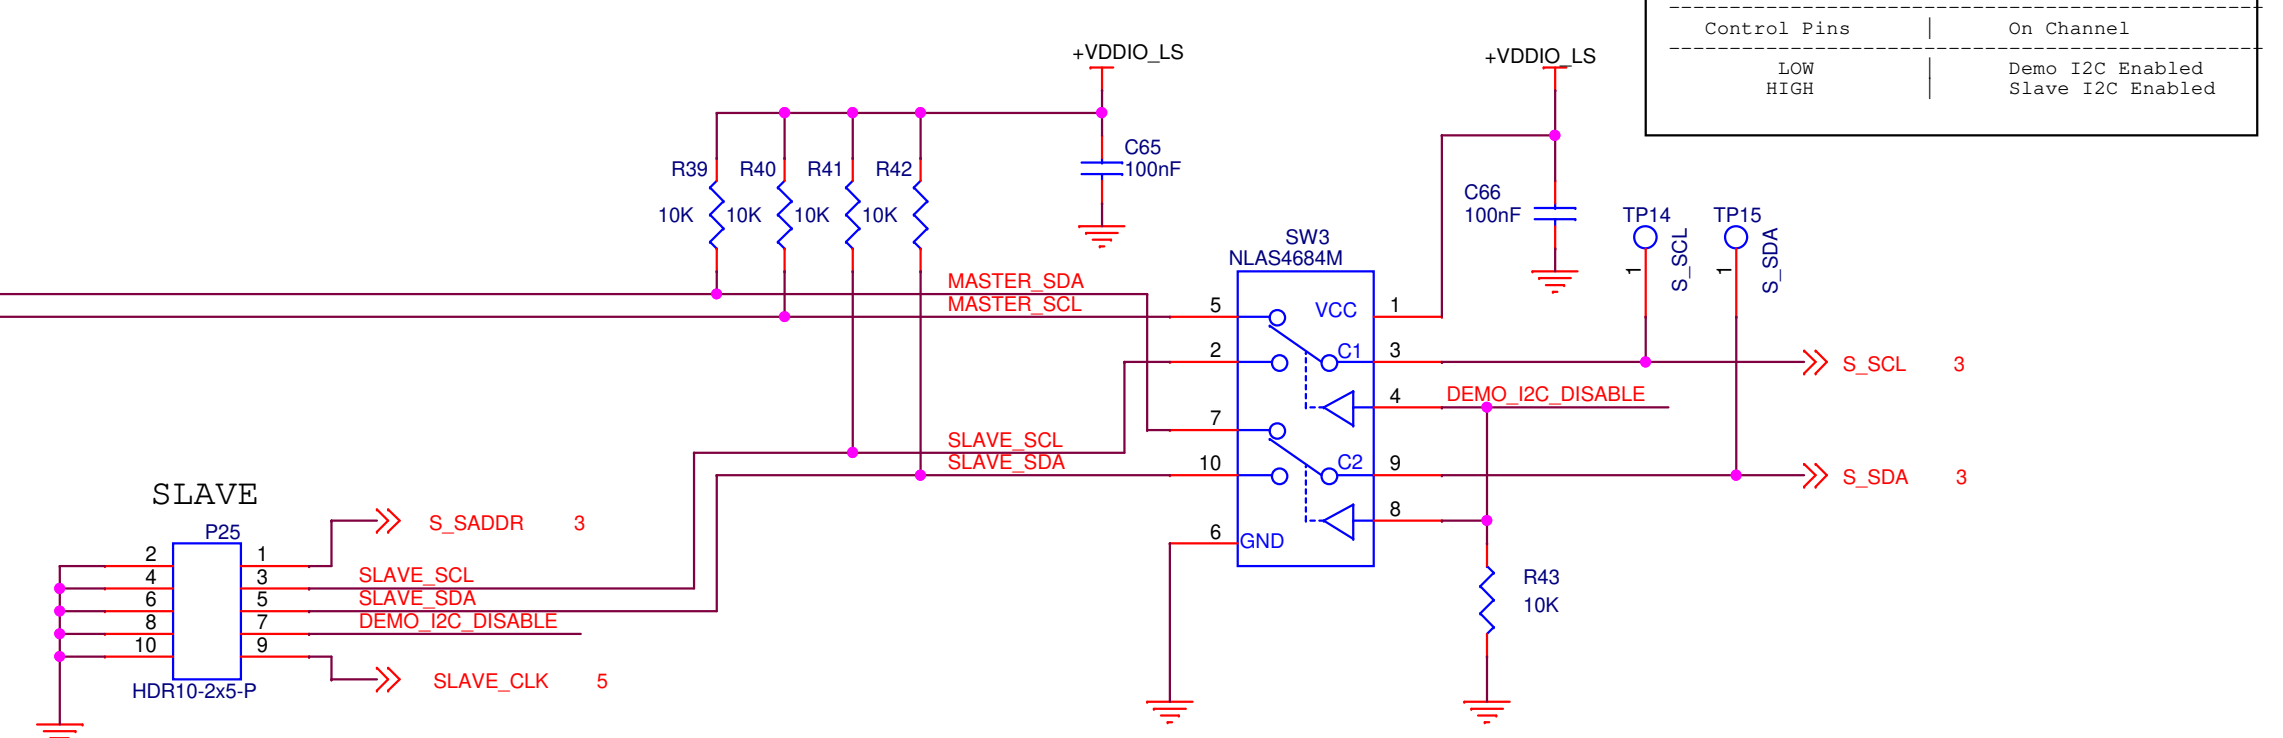 Control Pins | On Channel
LOW | Demo I2C Enabled
HIGH | Slave I2C Enabled
+VDDIO_LS
+VDDIO_LS
C65
100nF
R39 R40 R41 R42
10K 10K 10K 10K
C66
100nF
TP14
S_SCL
1
TP15
S_SDA
1
SW3
NLAS4684M
MASTER_SDA
MASTER_SCL
5
VCC
1
2
C1
3
S_SCL 3
4
DEMO_I2C_DISABLE
7
SLAVE_SCL
SLAVE_SDA
10
C2
9
S_SDA 3
8
6
GND
R43
10K
SLAVE
P25
S_SADDR 3
2 1
4 3 SLAVE_SCL
6 5 SLAVE_SDA
8 7 DEMO_I2C_DISABLE
10 9
SLAVE_CLK 5
HDR10-2x5-P